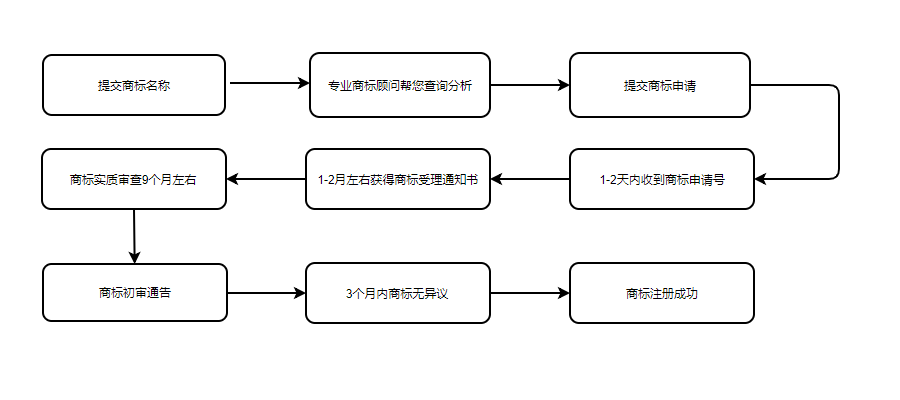 提交商标名称
专业商标顾问帮您查询分析
提交商标申请
1-2天内收到商标申请号
1-2月左右获得商标受理通知书
商标实质审查9个月左右
商标初审通告
3个月内商标无异议
商标注册成功